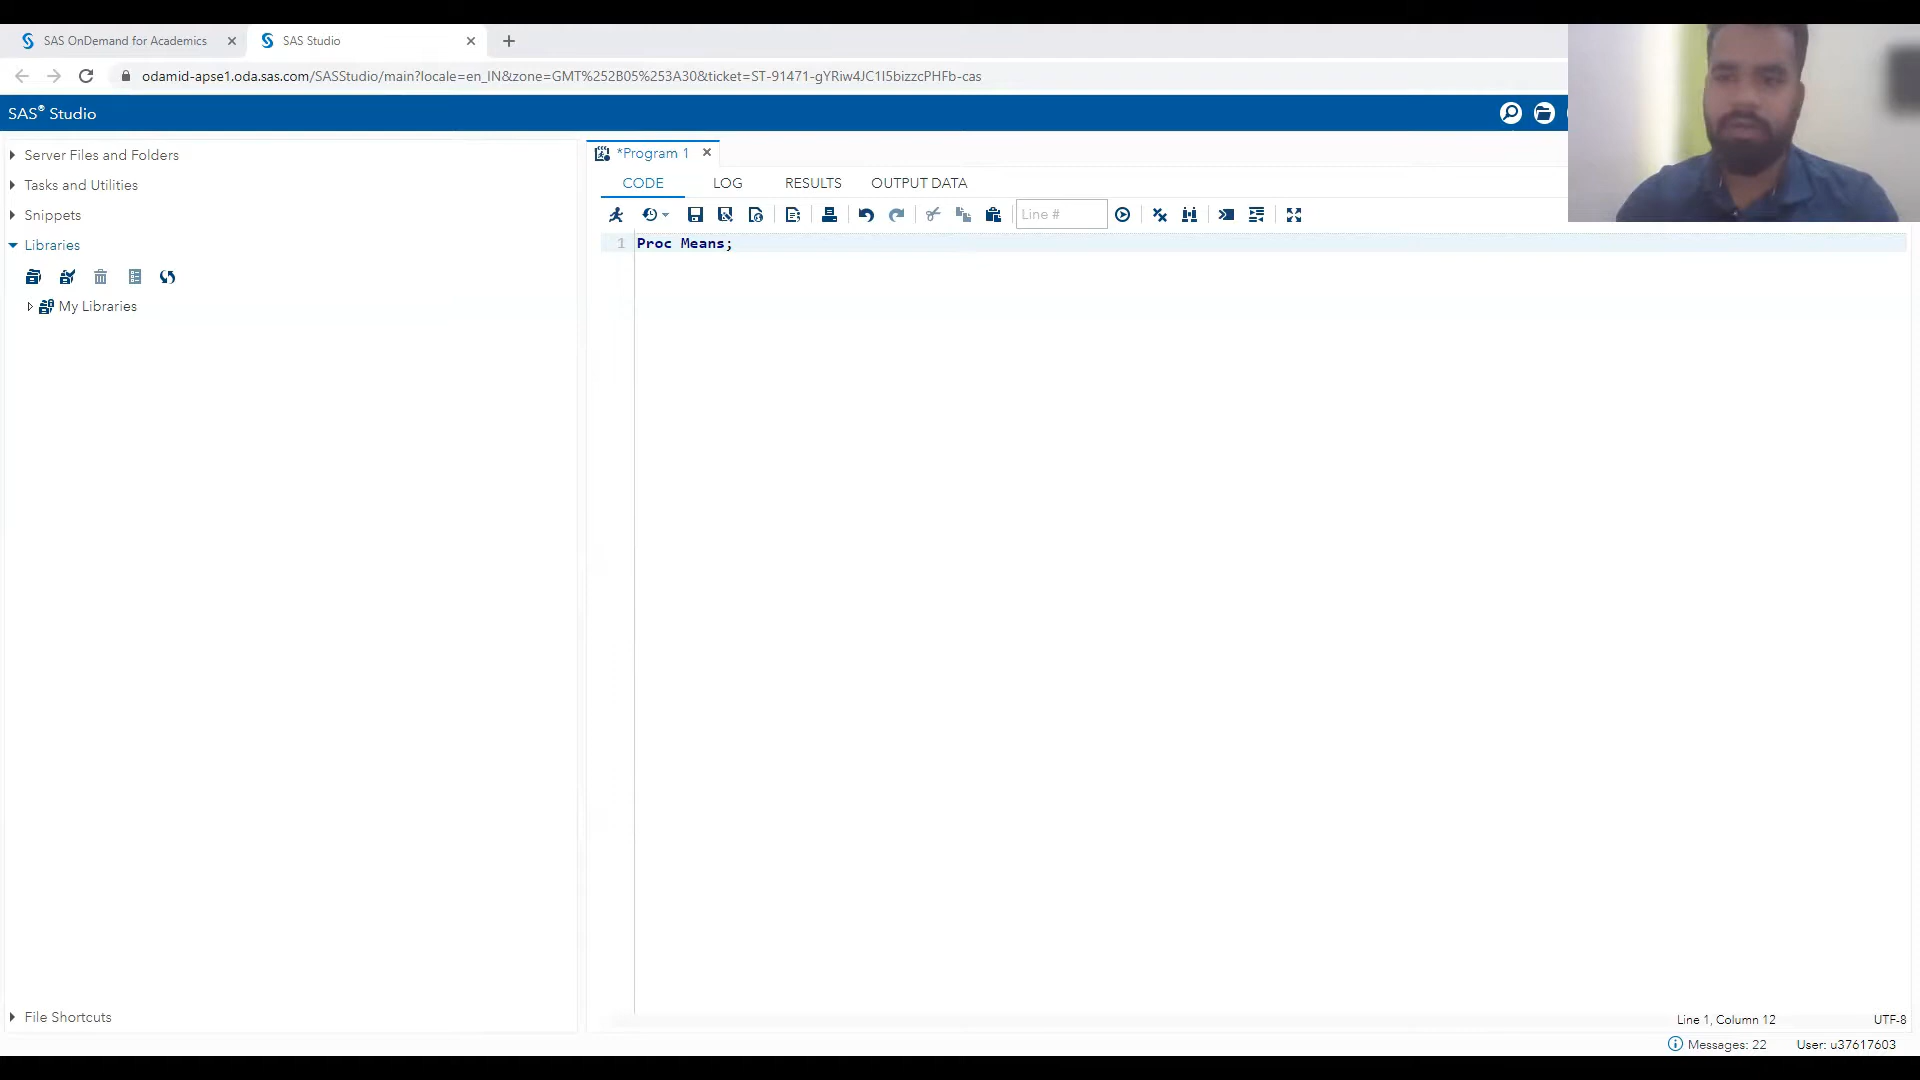 SAS OnDemand for Academics
SAS Studio
odamid-apse1.oda.sas.com/SASStudio/main?locale=en_IN&zone=GMT%252B05%253A30&ticket=ST-91471-gYRiw4JC1I5bizzcPHFb-cas
SAS® Studio
Server Files and Folders
Tasks and Utilities
Snippets
Libraries
My Libraries
File Shortcuts
*Program 1
CODE LOG RESULTS OUTPUT DATA
Line #
1 Proc Means;
Line 1, Column 12 UTF-8
Messages: 22 User: u37617603